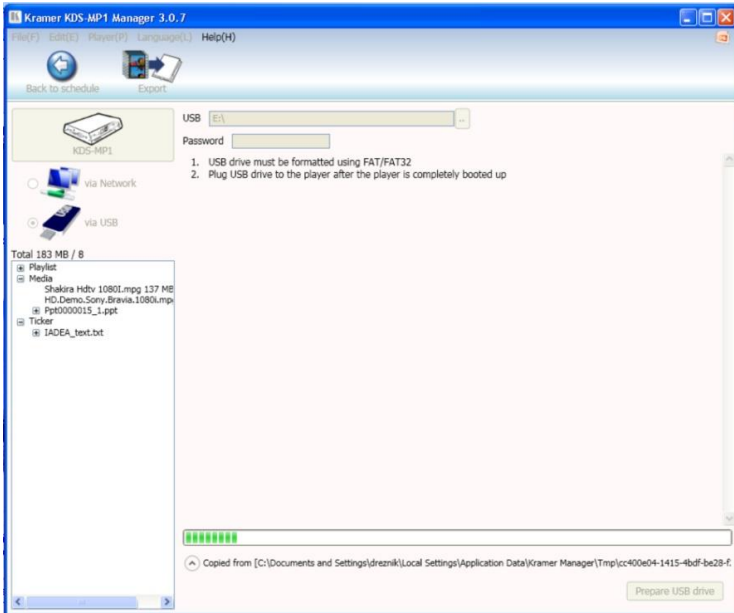 Kramer KDS-MP1 Manager 3.0.7
File(F) Edit(E) Player(P) Language(L) Help(H)
Back to schedule Export
KDS-MP1
via Network
via USB
Total 183 MB / 8
Playlist
Media
Shakira Hdtv 1080I.mpg 137 MB
HD.Demo.Sony.Bravia.1080i.mp
Ppt0000015_1.ppt
Ticker
IADEA_text.txt
USB E:\ ..
Password
1. USB drive must be formatted using FAT/FAT32
2. Plug USB drive to the player after the player is completely booted up
Copied from [C:\Documents and Settings\dreznik\Local Settings\Application Data\Kramer Manager\Tmp\cc400e04-1415-4bdf-be28-f.
Prepare USB drive